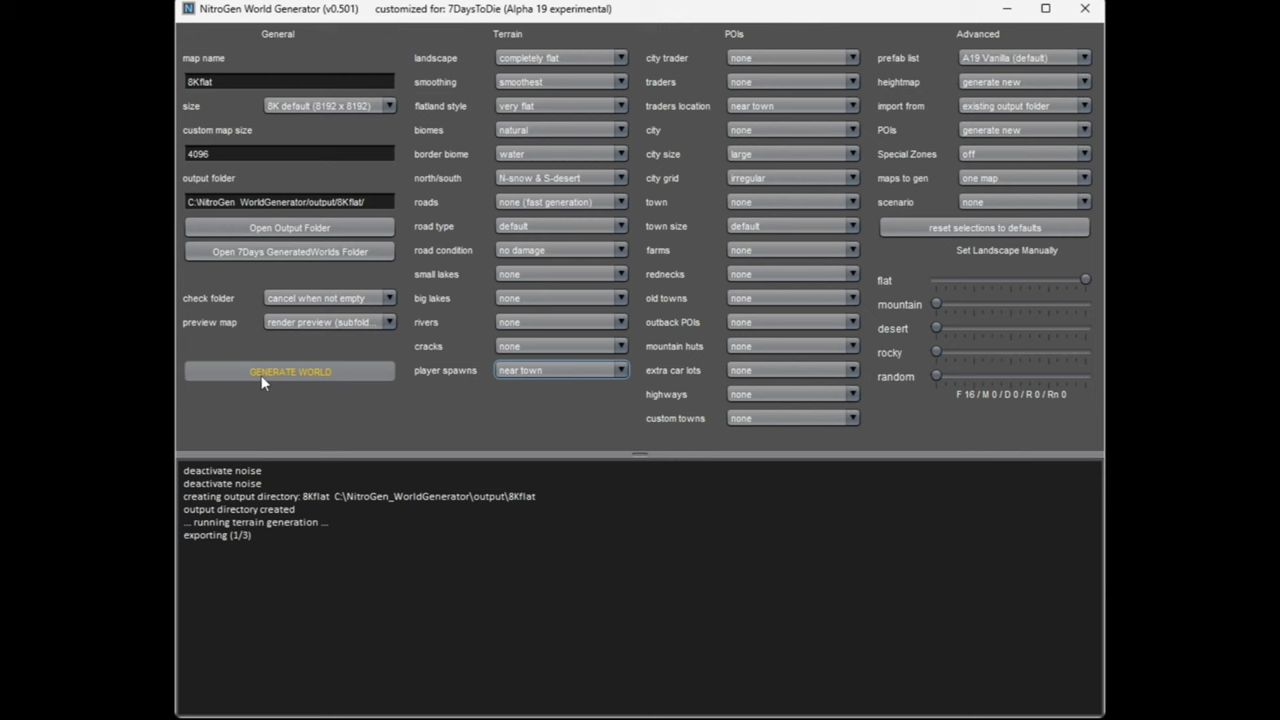 NitroGen World Generator (v0.501) customized for: 7DaysToDie (Alpha 19 experimental)
General
map name
8Kflat
size 8K default (8192 x 8192)
custom map size
4096
output folder
C:\NitroGen_WorldGenerator/output/8Kflat/
Open Output Folder
Open 7Days GeneratedWorlds Folder
check folder cancel when not empty
preview map render preview (subfold...
GENERATE WORLD
Terrain
landscape completely flat
smoothing smoothest
flatland style very flat
biomes natural
border biome water
north/south N-snow & S-desert
roads none (fast generation)
road type default
road condition no damage
small lakes none
big lakes none
rivers none
cracks none
player spawns near town
POIs
city trader none
traders none
traders location near town
city none
city size large
city grid irregular
town none
town size default
farms none
rednecks none
old towns none
outback POIs none
mountain huts none
extra car lots none
highways none
custom towns none
Advanced
prefab list A19 Vanilla (default)
heightmap generate new
import from existing output folder
POIs generate new
Special Zones off
maps to gen one map
scenario none
reset selections to defaults
Set Landscape Manually
flat
mountain
desert
rocky
random
F 16 / M 0 / D 0 / R 0 / Rn 0
deactivate noise
deactivate noise
creating output directory: 8Kflat C:\NitroGen_WorldGenerator\output\8Kflat
output directory created
... running terrain generation ...
exporting (1/3)